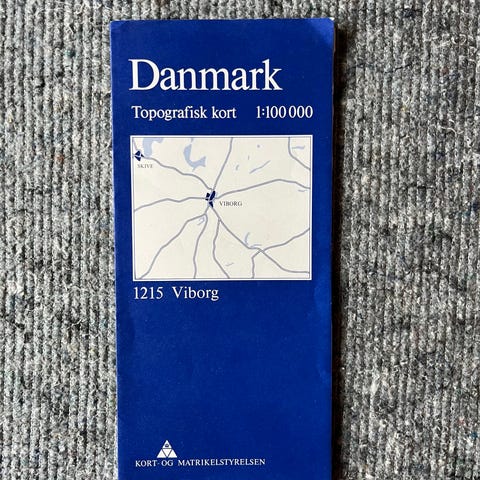 Danmark
Topografisk kort 1:100 000
SKIVE
VIBORG
1215 Viborg
KORT- OG MATRIKELSTYRELSEN